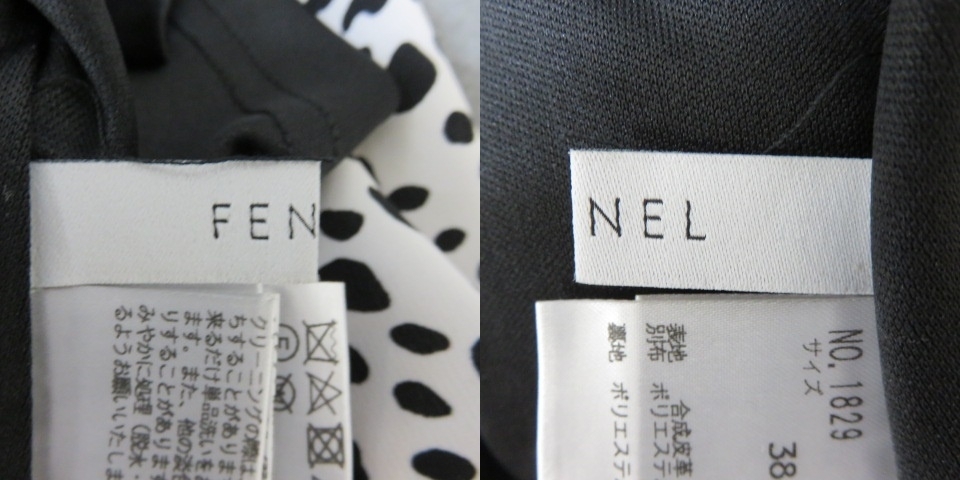 FEN
クリーニングの際は
ちすることがありま
来るだけ単品洗いを
ます。また、他の淡色
りすることがありま
みやかに処理（脱水
るようお願いいたしま
NEL
NO.1829
サイズ
38
表地 合成皮革
別布 ポリエステ
裏地 ポリエステ